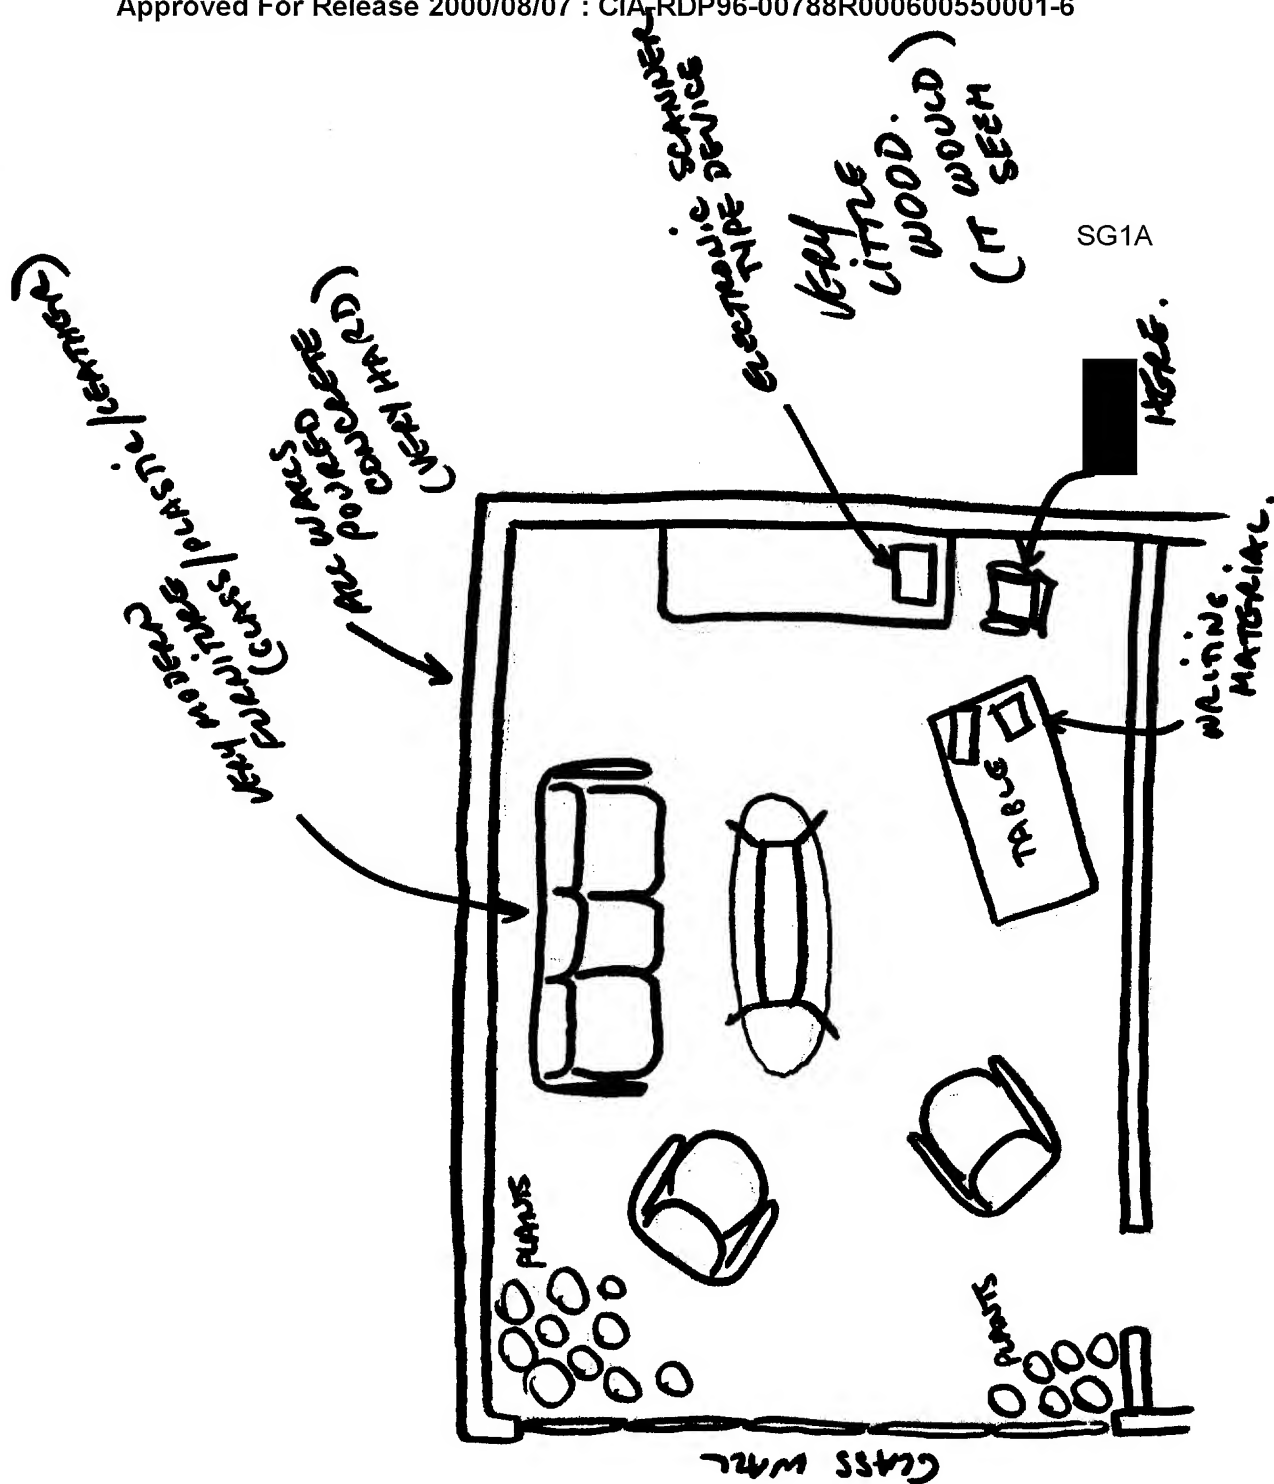 Approved For Release 2000/08/07 : CIA-RDP96-00788R000600550001-6
ELECTRONIC SCANNER
TYPE DEVICE
VERY
LITTLE
WOOD.
(IT WOULD)
SEEM)
SG1A
HERE.
ALL WALLS
POURED
CONCRETE
(VERY HARD)
VERY MODERN
FURNITURE
(GLASS/PLASTIC/LEATHER)
WRITING
MATERIAL.
TABLE
PLANTS
PLANTS
GLASS WALL